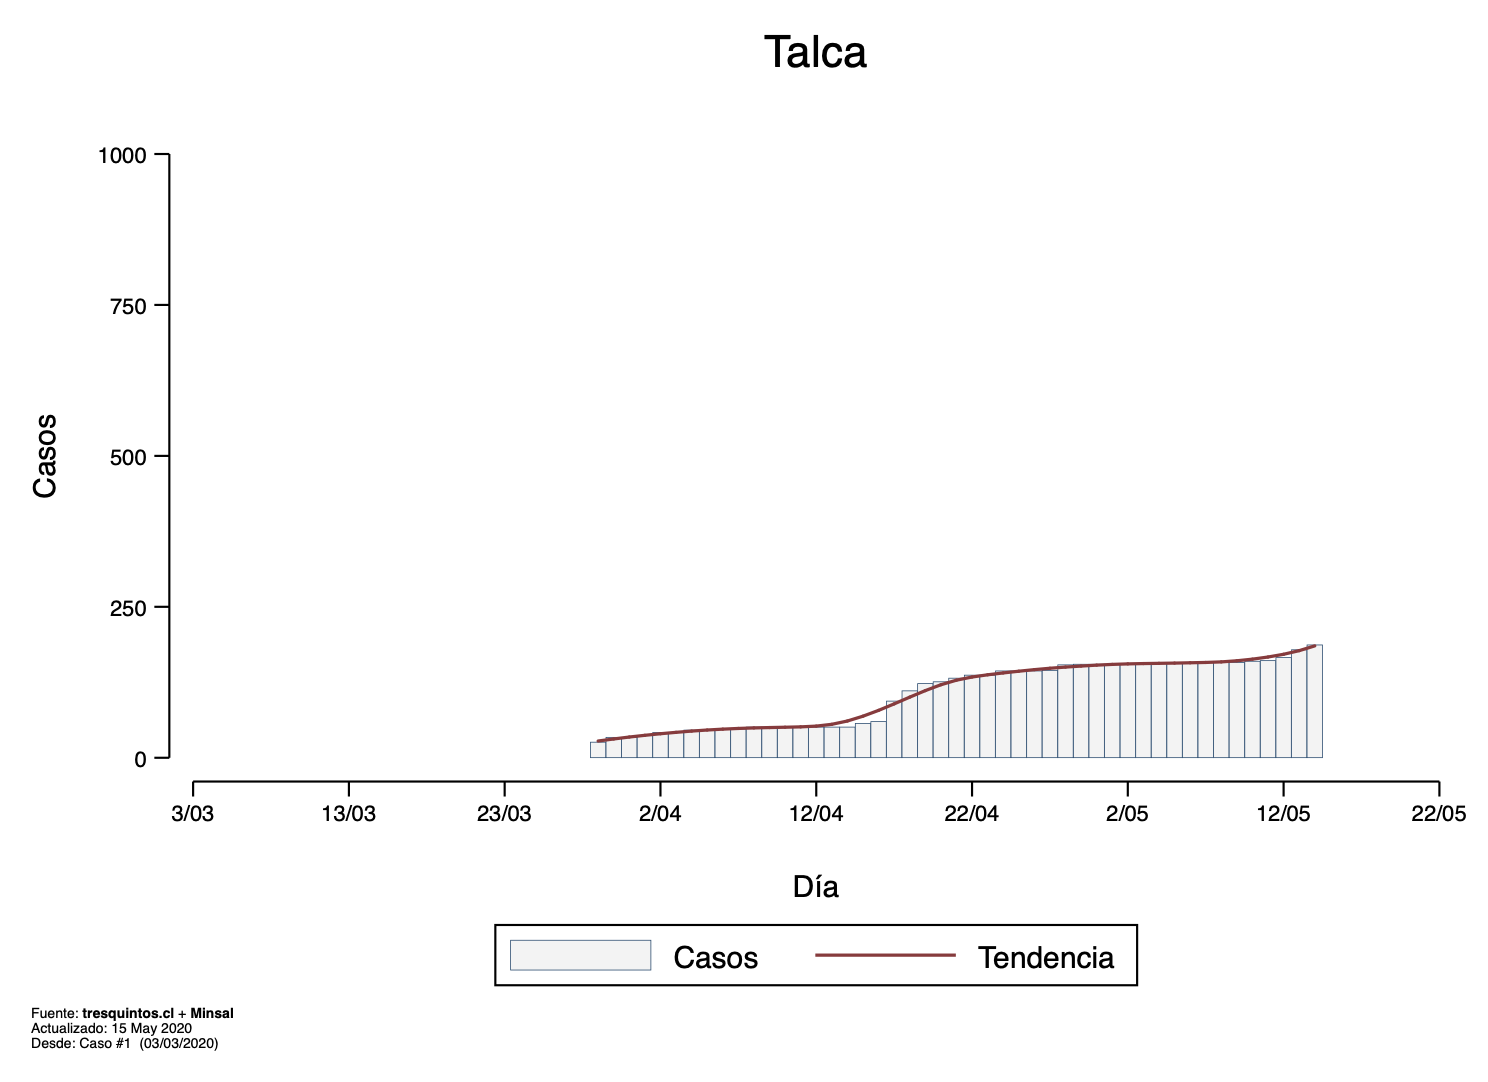 Talca
1000
750
500
250
0
Casos
3/03 13/03 23/03 2/04 12/04 22/04 2/05 12/05 22/05
Día
Casos Tendencia
Fuente: tresquintos.cl + Minsal
Actualizado: 15 May 2020
Desde: Caso #1 (03/03/2020)